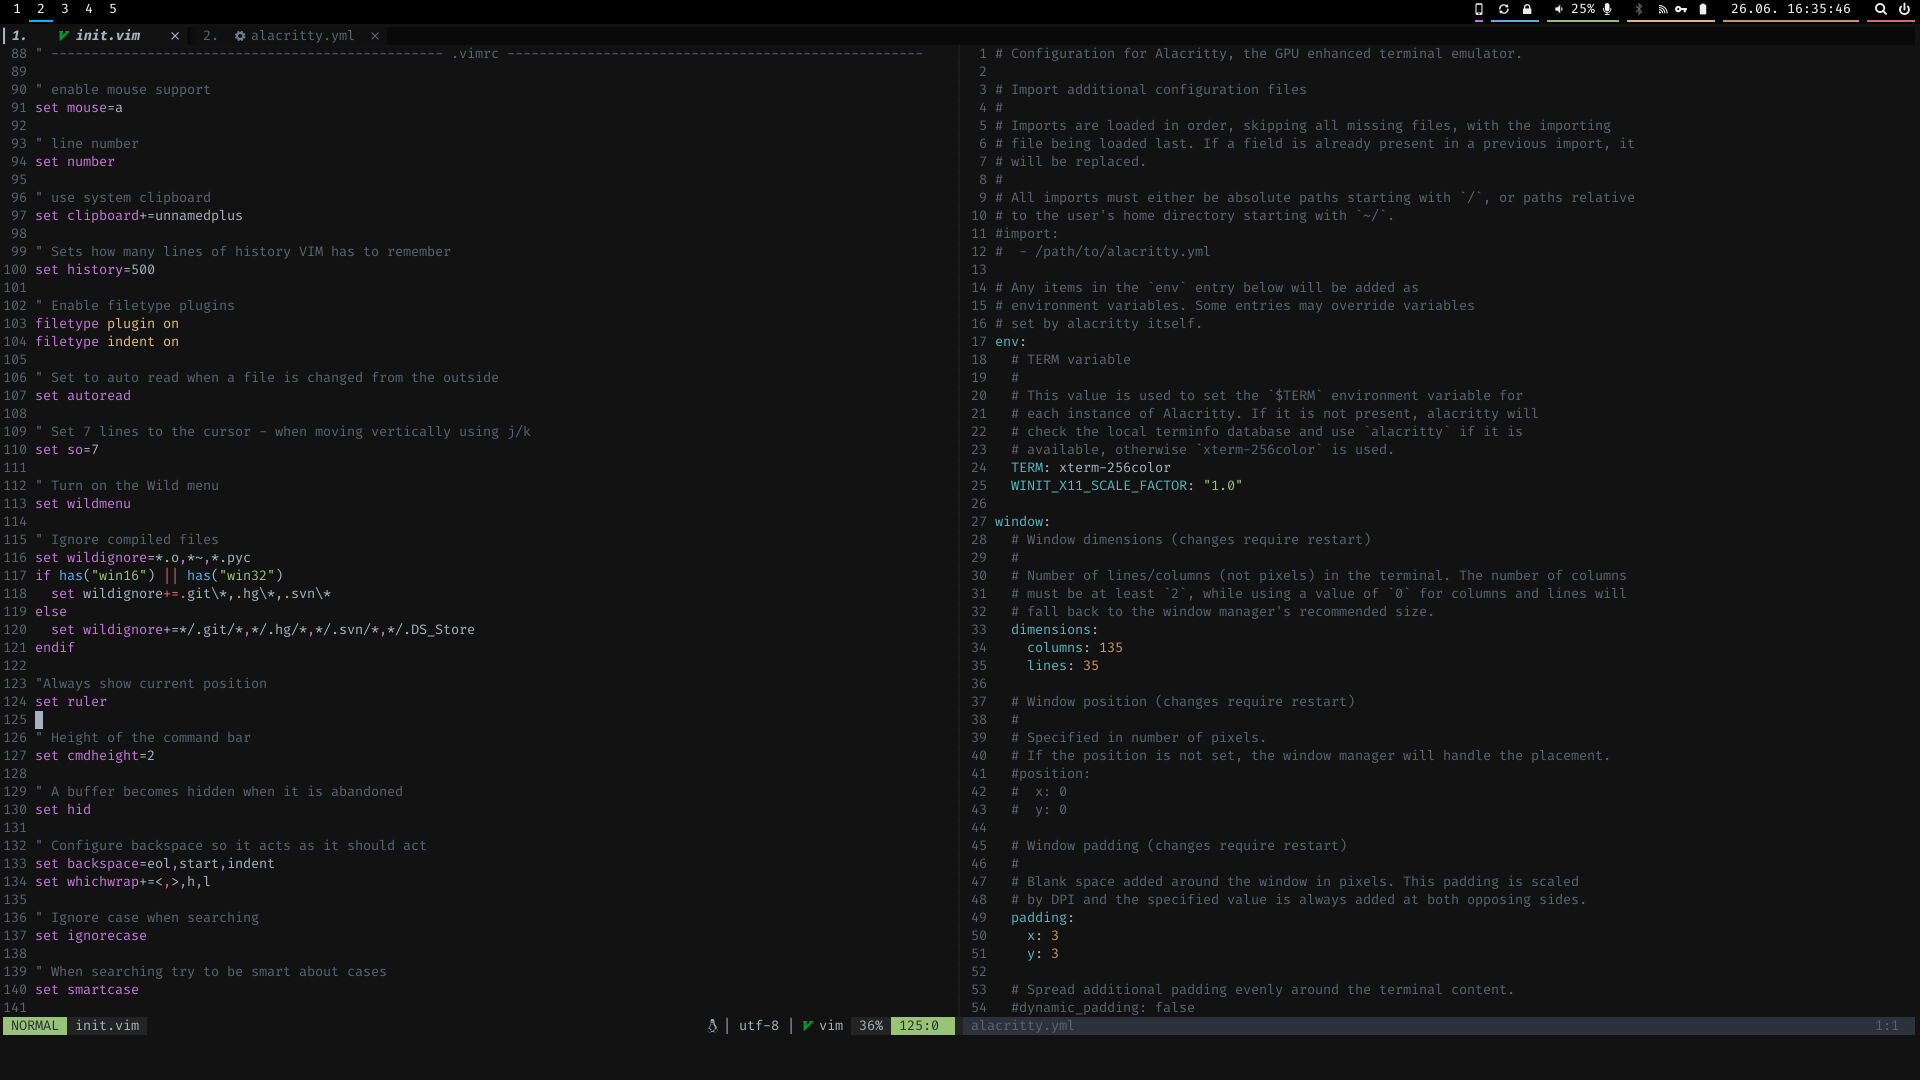 1 2 3 4 5
25% 26.06. 16:35:46
1. init.vim × 2. alacritty.yml ×
88 " ------------------------------------------------- .vimrc ----------------------------------------------------
89
90 " enable mouse support
91 set mouse=a
92
93 " line number
94 set number
95
96 " use system clipboard
97 set clipboard+=unnamedplus
98
99 " Sets how many lines of history VIM has to remember
100 set history=500
101
102 " Enable filetype plugins
103 filetype plugin on
104 filetype indent on
105
106 " Set to auto read when a file is changed from the outside
107 set autoread
108
109 " Set 7 lines to the cursor - when moving vertically using j/k
110 set so=7
111
112 " Turn on the Wild menu
113 set wildmenu
114
115 " Ignore compiled files
116 set wildignore=*.o,*~,*.pyc
117 if has("win16") || has("win32")
118   set wildignore+=.git\*,.hg\*,.svn\*
119 else
120   set wildignore+=*/.git/*,*/.hg/*,*/.svn/*,*/.DS_Store
121 endif
122
123 "Always show current position
124 set ruler
125
126 " Height of the command bar
127 set cmdheight=2
128
129 " A buffer becomes hidden when it is abandoned
130 set hid
131
132 " Configure backspace so it acts as it should act
133 set backspace=eol,start,indent
134 set whichwrap+=<,>,h,l
135
136 " Ignore case when searching
137 set ignorecase
138
139 " When searching try to be smart about cases
140 set smartcase
141
NORMAL init.vim utf-8 | vim 36% 125:0
1 # Configuration for Alacritty, the GPU enhanced terminal emulator.
2
3 # Import additional configuration files
4 #
5 # Imports are loaded in order, skipping all missing files, with the importing
6 # file being loaded last. If a field is already present in a previous import, it
7 # will be replaced.
8 #
9 # All imports must either be absolute paths starting with `/`, or paths relative
10 # to the user's home directory starting with `~/`.
11 #import:
12 #  - /path/to/alacritty.yml
13
14 # Any items in the `env` entry below will be added as
15 # environment variables. Some entries may override variables
16 # set by alacritty itself.
17 env:
18   # TERM variable
19   #
20   # This value is used to set the `$TERM` environment variable for
21   # each instance of Alacritty. If it is not present, alacritty will
22   # check the local terminfo database and use `alacritty` if it is
23   # available, otherwise `xterm-256color` is used.
24   TERM: xterm-256color
25   WINIT_X11_SCALE_FACTOR: "1.0"
26
27 window:
28   # Window dimensions (changes require restart)
29   #
30   # Number of lines/columns (not pixels) in the terminal. The number of columns
31   # must be at least `2`, while using a value of `0` for columns and lines will
32   # fall back to the window manager's recommended size.
33   dimensions:
34     columns: 135
35     lines: 35
36
37   # Window position (changes require restart)
38   #
39   # Specified in number of pixels.
40   # If the position is not set, the window manager will handle the placement.
41   #position:
42   #  x: 0
43   #  y: 0
44
45   # Window padding (changes require restart)
46   #
47   # Blank space added around the window in pixels. This padding is scaled
48   # by DPI and the specified value is always added at both opposing sides.
49   padding:
50     x: 3
51     y: 3
52
53   # Spread additional padding evenly around the terminal content.
54   #dynamic_padding: false
alacritty.yml 1:1